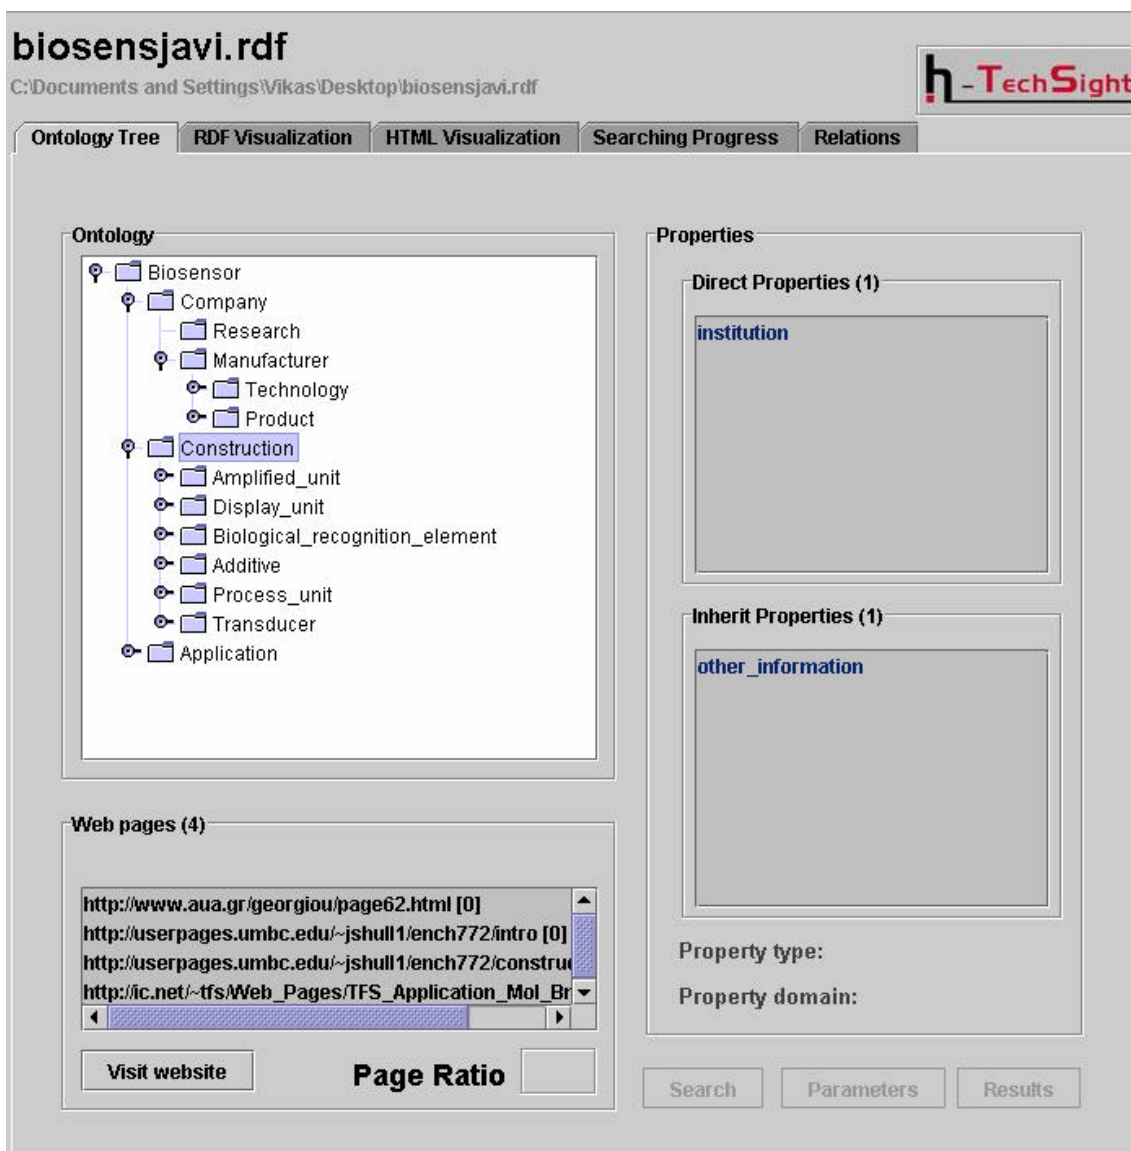 biosensjavi.rdf
C:\Documents and Settings\Vikas\Desktop\biosensjavi.rdf
h-TechSight
Ontology Tree RDF Visualization HTML Visualization Searching Progress Relations
Ontology
Biosensor
Company
Research
Manufacturer
Technology
Product
Construction
Amplified_unit
Display_unit
Biological_recognition_element
Additive
Process_unit
Transducer
Application
Properties
Direct Properties (1)
institution
Inherit Properties (1)
other_information
Property type:
Property domain:
Web pages (4)
http://www.aua.gr/georgiou/page62.html [0]
http://userpages.umbc.edu/~jshull1/ench772/intro [0]
http://userpages.umbc.edu/~jshull1/ench772/constru
http://ic.net/~tfs/Web_Pages/TFS_Application_Mol_Br
Visit website Page Ratio
Search Parameters Results